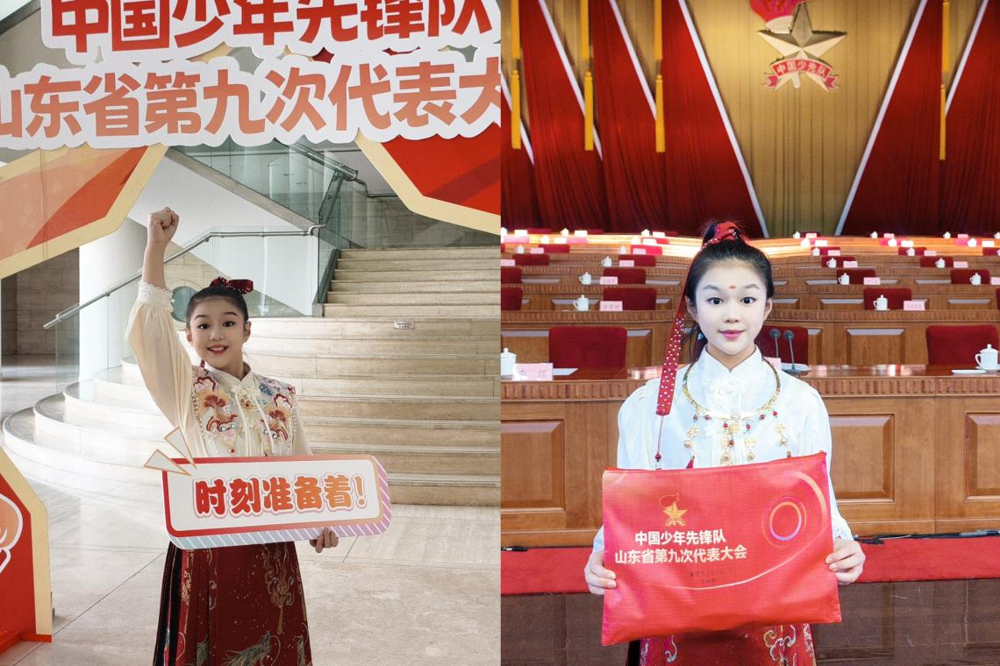 中国少年先锋队
山东省第九次代表大
时刻准备着！
中国少先队
中国少年先锋队
山东省第九次代表大会